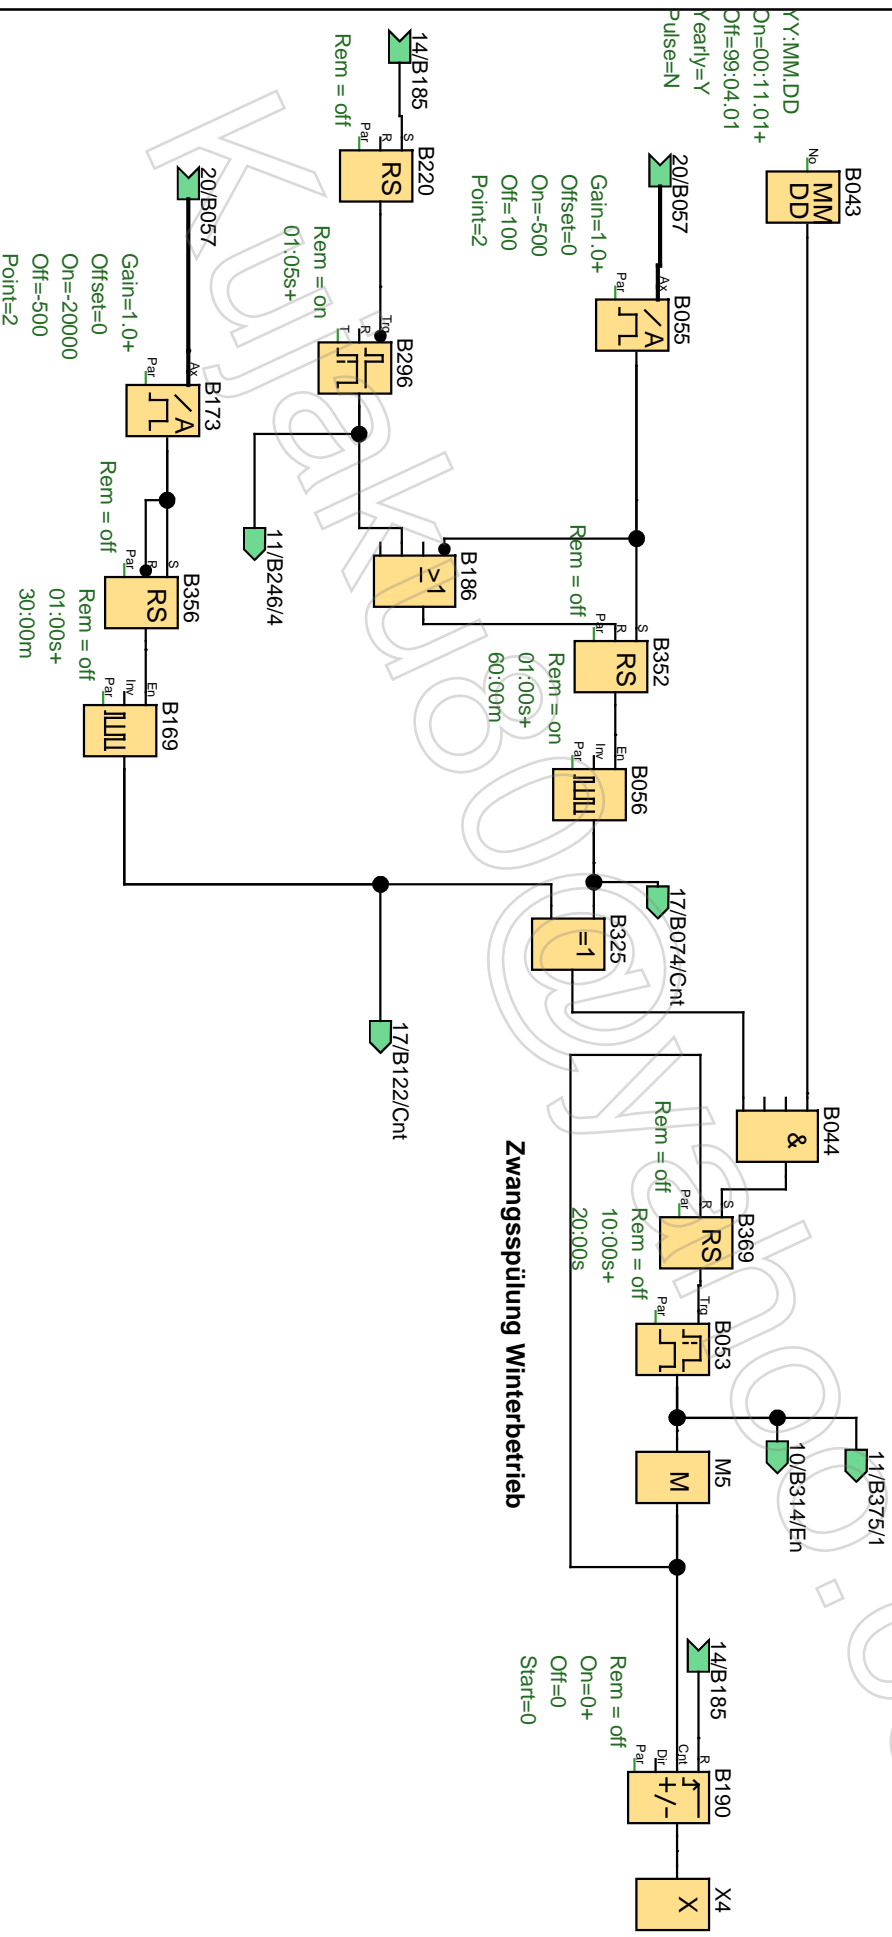 YY:MM.DD
On=00:11.01+
Off=99:04.01
Yearly=Y
Pulse=N
No
B043
MM
DD
20/B057
Gain=1.0+
Offset=0
On=-500
Off=100
Point=2
Ax
Par
B055
/A
14/B185
Rem = off
S
R
Par
B220
RS
Rem = on
01:05s+
Trg
R
T
B296
11/B246/4
20/B057
Gain=1.0+
Offset=0
On=-20000
Off=-500
Point=2
Ax
Par
B173
/A
Rem = off
S
R
Par
B356
RS
Rem = off
01:00s+
30:00m
En
Inv
Par
B169
B186
≥1
Rem = off
S
R
Par
B352
RS
Rem = on
01:00s+
60:00m
En
Inv
Par
B056
17/B074/Cnt
B325
=1
17/B122/Cnt
B044
&
Rem = off
S
R
Par
B369
RS
Rem = off
10:00s+
20:00s
Trg
Par
B053
11/B375/1
10/B314/En
M5
M
14/B185
Rem = off
On=0+
Off=0
Start=0
R
Cnt
Dir
Par
B190
+/-
X4
X
Zwangsspülung Winterbetrieb